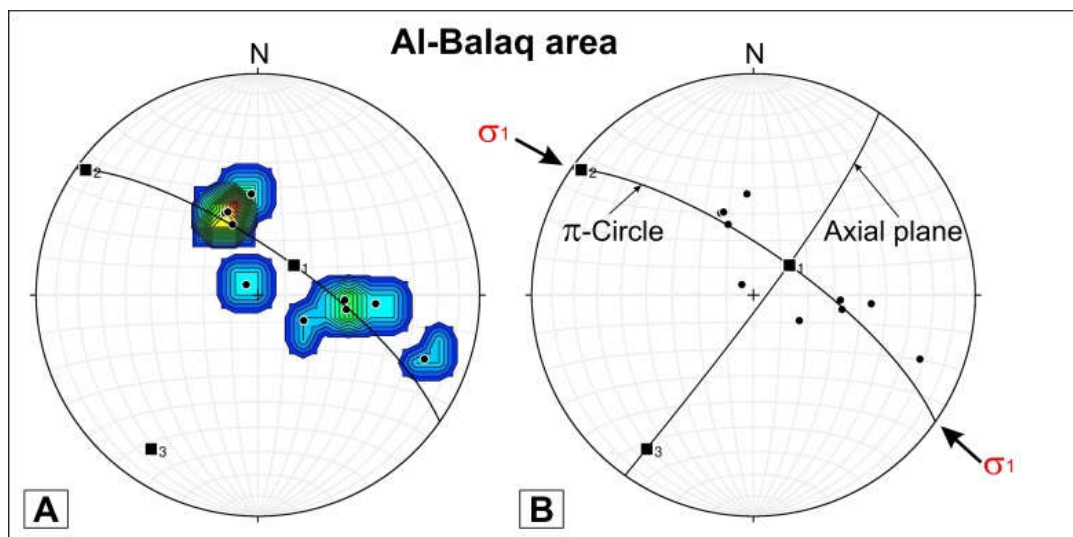 Al-Balaq area
N
2
1
3
A
N
σ1
2
π-Circle
Axial plane
1
3
σ1
B